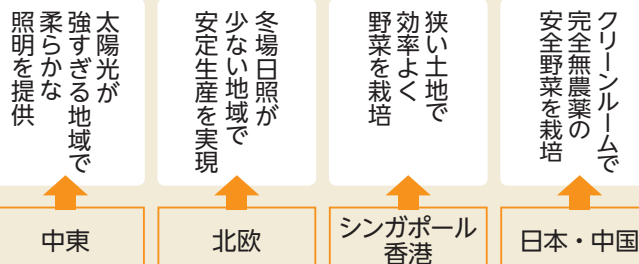 太陽光が
強すぎる地域で
柔らかな
照明を提供
冬場日照が
少ない地域で
安定生産を実現
狭い土地で
効率よく
野菜を栽培
クリーンルームで
完全無農薬の
安全野菜を栽培
中東
北欧
シンガポール
香港
日本・中国